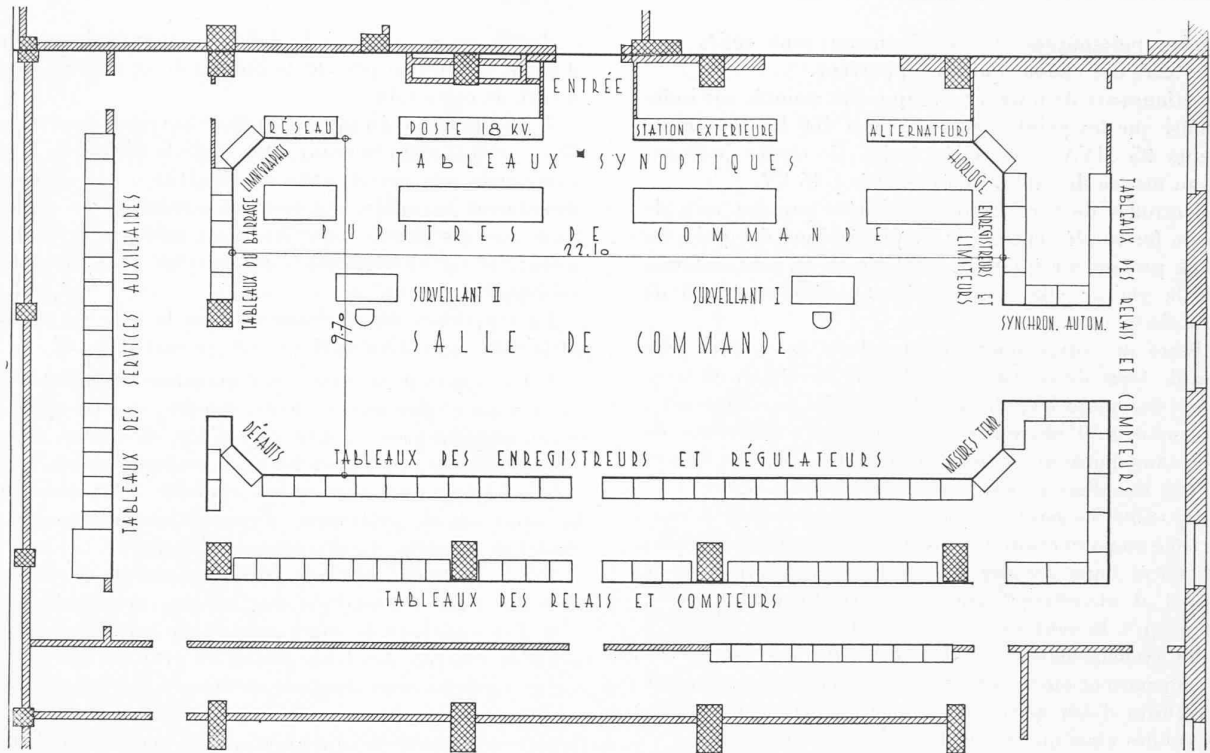 ENTRÉE
RÉSEAU
POSTE 18 KV.
STATION EXTERIEURE
ALTERNATEURS
LIMNIGRAPHES
TABLEAUX SYNOPTIQUES
HORLOGE
TABLEAUX DU BARRAGE
PUPITRES DE COMMANDE
22.10
ENREGISTREURS ET
LIMITEURS
TABLEAUX DES SERVICES AUXILIAIRES
TABLEAUX DES RELAIS ET COMPTEURS
SURVEILLANT II
SURVEILLANT I
SYNCHRON. AUTOM.
9.70
SALLE DE COMMANDE
DÉFAUTS
TABLEAUX DES ENREGISTREURS ET RÉGULATEURS
MESURES TEMP.
TABLEAUX DES RELAIS ET COMPTEURS